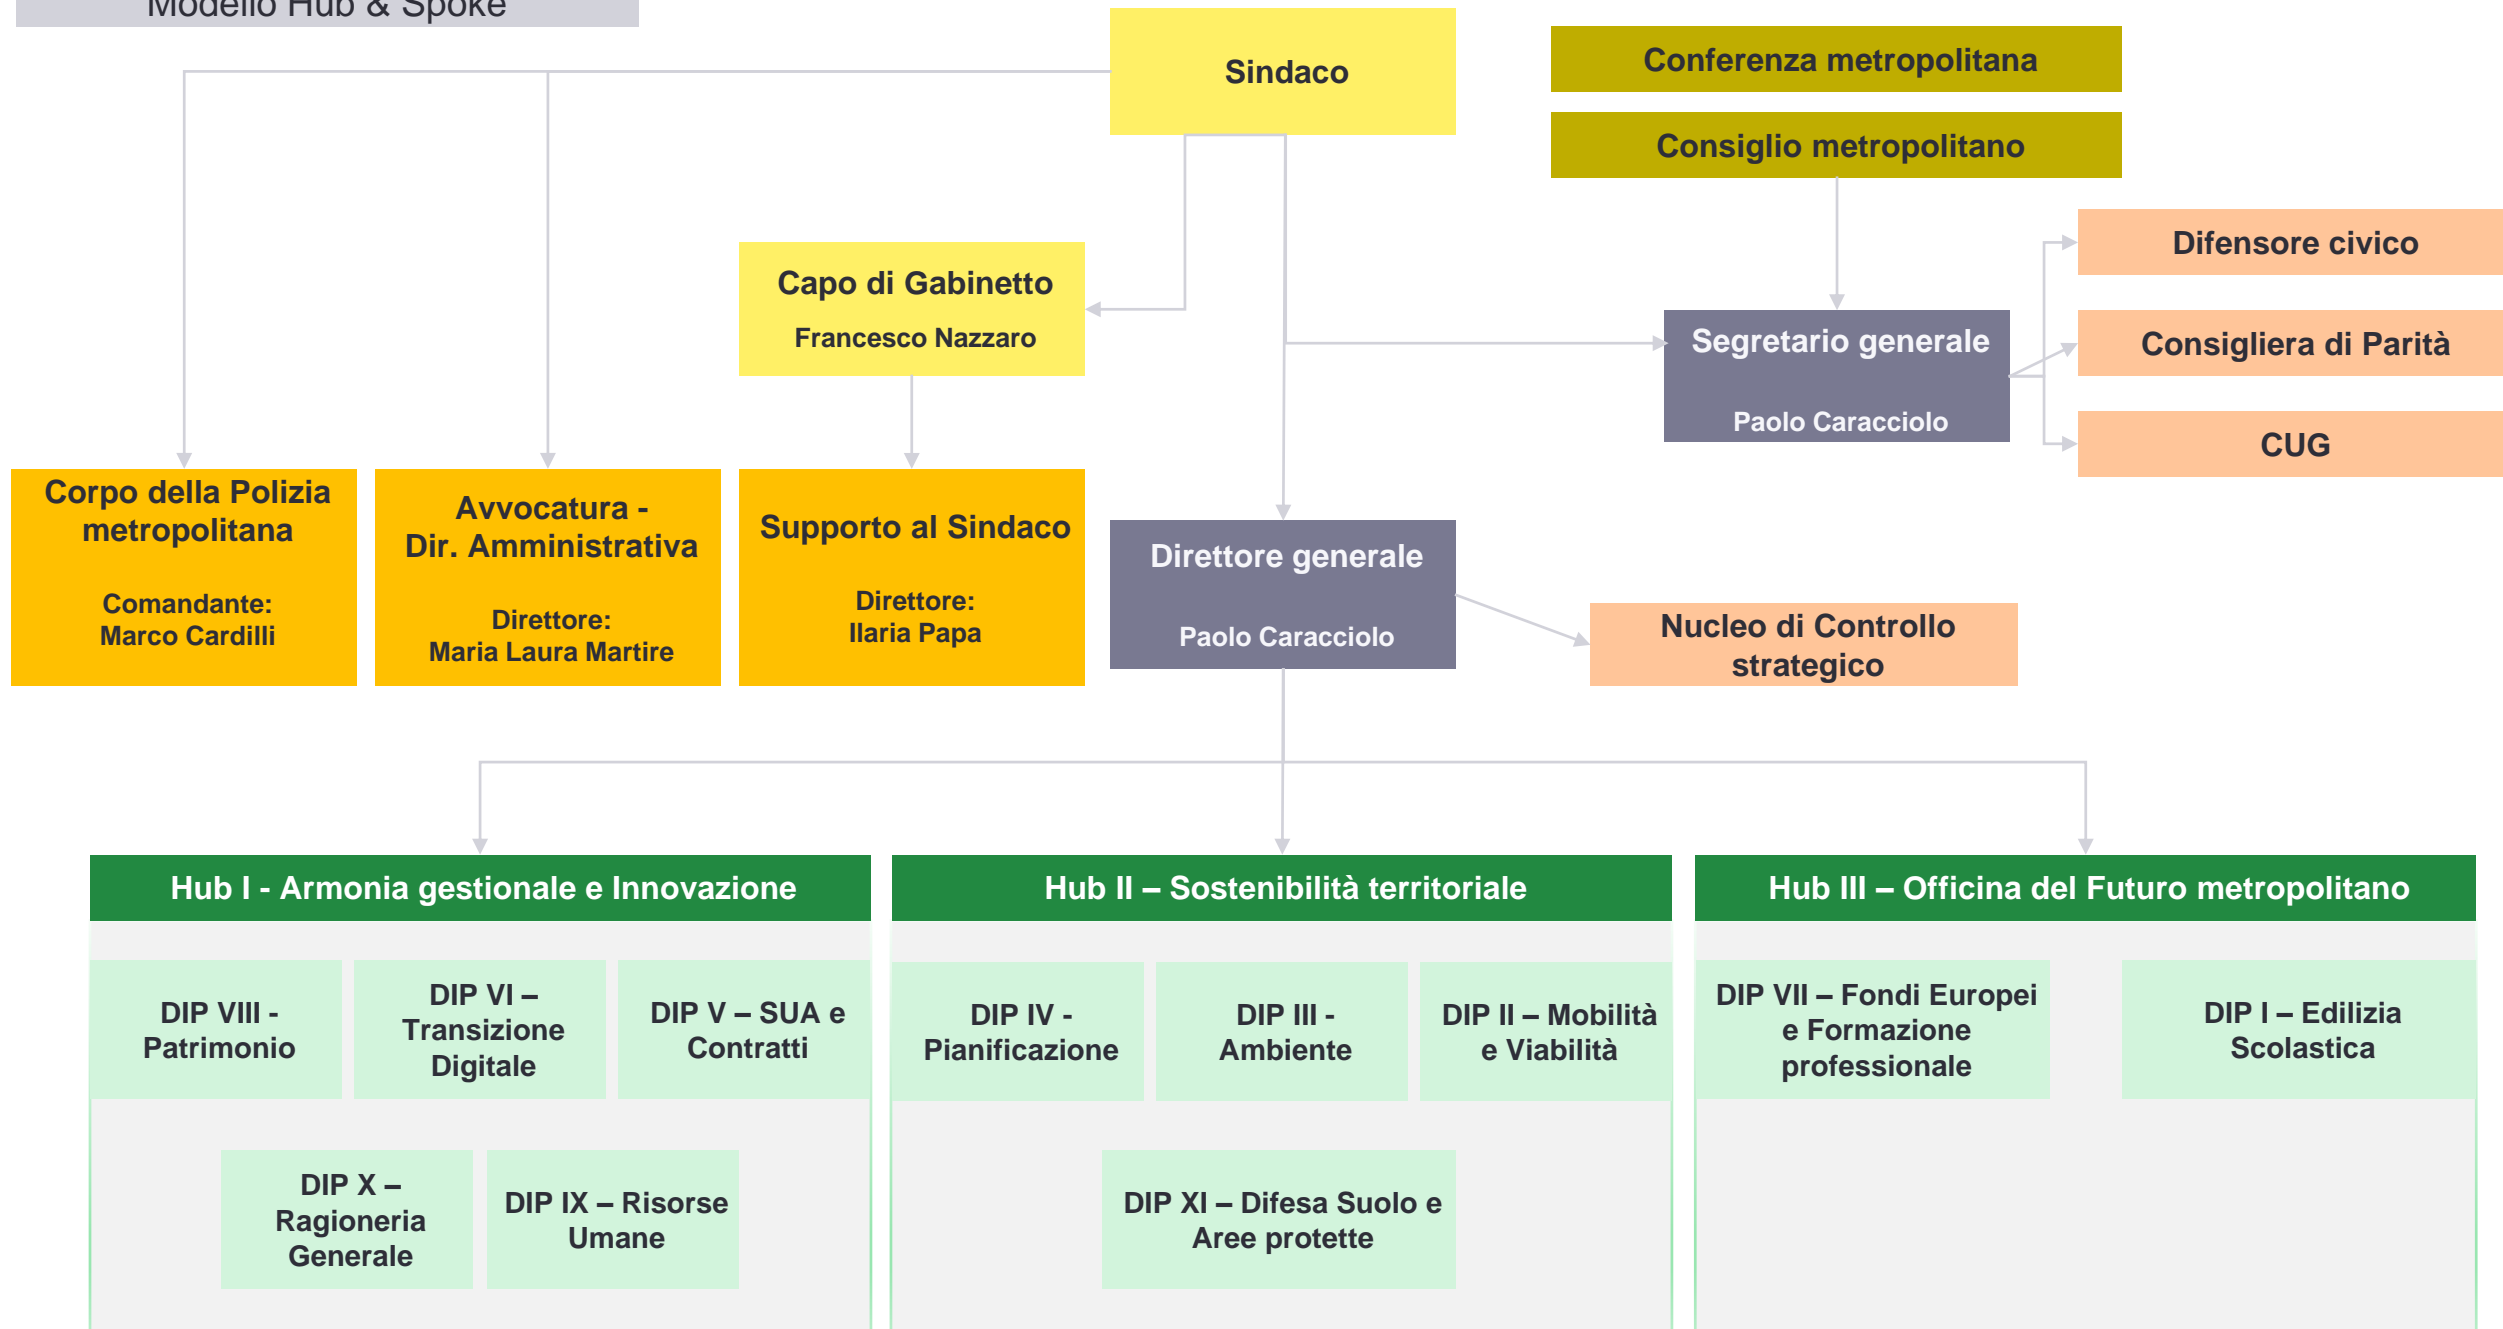 Modello Hub & Spoke
Sindaco
Conferenza metropolitana
Consiglio metropolitano
Difensore civico
Capo di Gabinetto
Francesco Nazzaro
Segretario generale
Paolo Caracciolo
Consigliera di Parità
CUG
Corpo della Polizia
metropolitana
Comandante:
Marco Cardilli
Avvocatura -
Dir. Amministrativa
Direttore:
Maria Laura Martire
Supporto al Sindaco
Direttore:
Ilaria Papa
Direttore generale
Paolo Caracciolo
Nucleo di Controllo
strategico
Hub I - Armonia gestionale e Innovazione
DIP VIII -
Patrimonio
DIP VI –
Transizione
Digitale
DIP V – SUA e
Contratti
DIP X –
Ragioneria
Generale
DIP IX – Risorse
Umane
Hub II – Sostenibilità territoriale
DIP IV -
Pianificazione
DIP III -
Ambiente
DIP II – Mobilità
e Viabilità
DIP XI – Difesa Suolo e
Aree protette
Hub III – Officina del Futuro metropolitano
DIP VII – Fondi Europei
e Formazione
professionale
DIP I – Edilizia
Scolastica